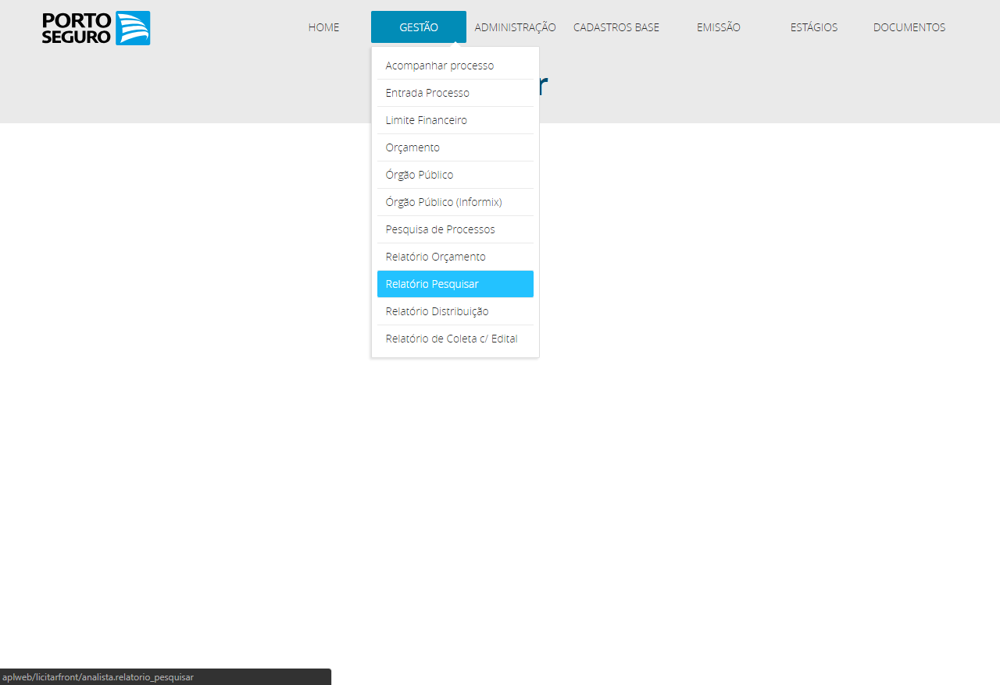 PORTO
SEGURO
HOME
GESTÃO
ADMINISTRAÇÃO
CADASTROS BASE
EMISSÃO
ESTÁGIOS
DOCUMENTOS
Acompanhar processo
Entrada Processo
Limite Financeiro
Orçamento
Órgão Público
Órgão Público (Informix)
Pesquisa de Processos
Relatório Orçamento
Relatório Pesquisar
Relatório Distribuição
Relatório de Coleta c/ Edital
aplweb/licitarfront/analista.relatorio_pesquisar